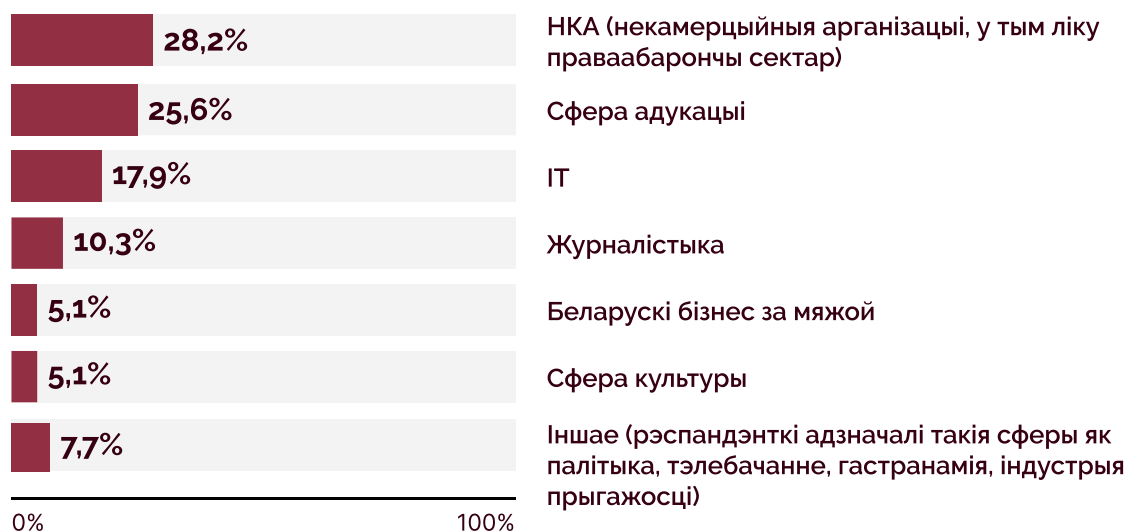 28,2%
НКА (некамерцыйныя арганізацыі, у тым ліку
праваабарончы сектар)
25,6%
Сфера адукацыі
17,9%
IT
10,3%
Журналістыка
5,1%
Беларускі бізнес за мяжой
5,1%
Сфера культуры
7,7%
Іншае (рэспандэнткі адзначалі такія сферы як
палітыка, тэлебачанне, гастранамія, індустрыя
прыгажосці)
0%
100%